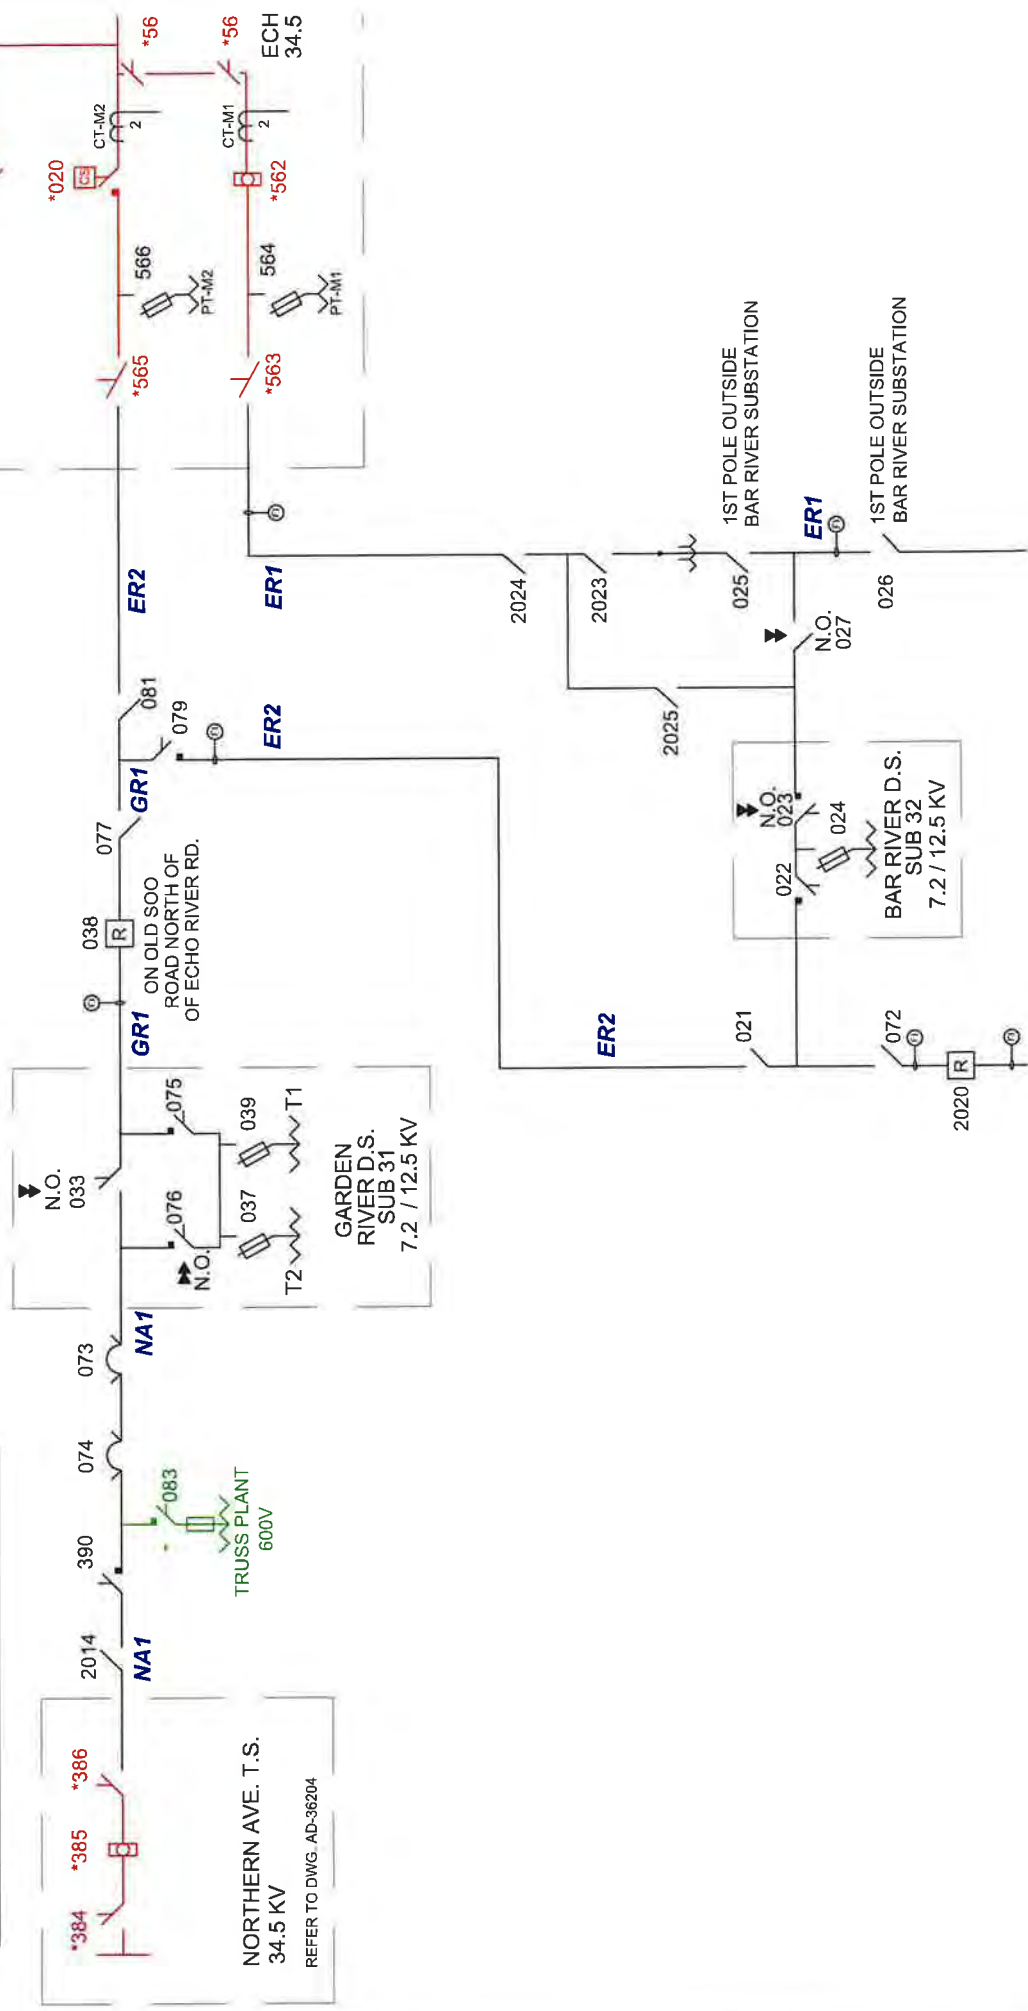 *384
*385
*386
NORTHERN AVE. T.S.
34.5 KV
REFER TO DWG. AD-36204
2014
NA1
390
083
TRUSS PLANT
600V
074
073
NA1
N.O.
033
076
N.O.
075
037
039
T2
T1
GARDEN
RIVER D.S.
SUB 31
7.2 / 12.5 KV
GR1
038
R
ON OLD SOO
ROAD NORTH OF
OF ECHO RIVER RD.
077
GR1
081
079
ER2
ER2
ER1
ER2
*565
566
PT-M2
*020
CS
CT-M2
2
*56
*563
564
PT-M1
*562
CT-M1
2
*56
ECH
34.5
2024
2023
2025
1ST POLE OUTSIDE
BAR RIVER SUBSTATION
025
N.O.
027
ER1
1ST POLE OUTSIDE
BAR RIVER SUBSTATION
026
N.O.
023
022
024
BAR RIVER D.S.
SUB 32
7.2 / 12.5 KV
021
072
2020
R